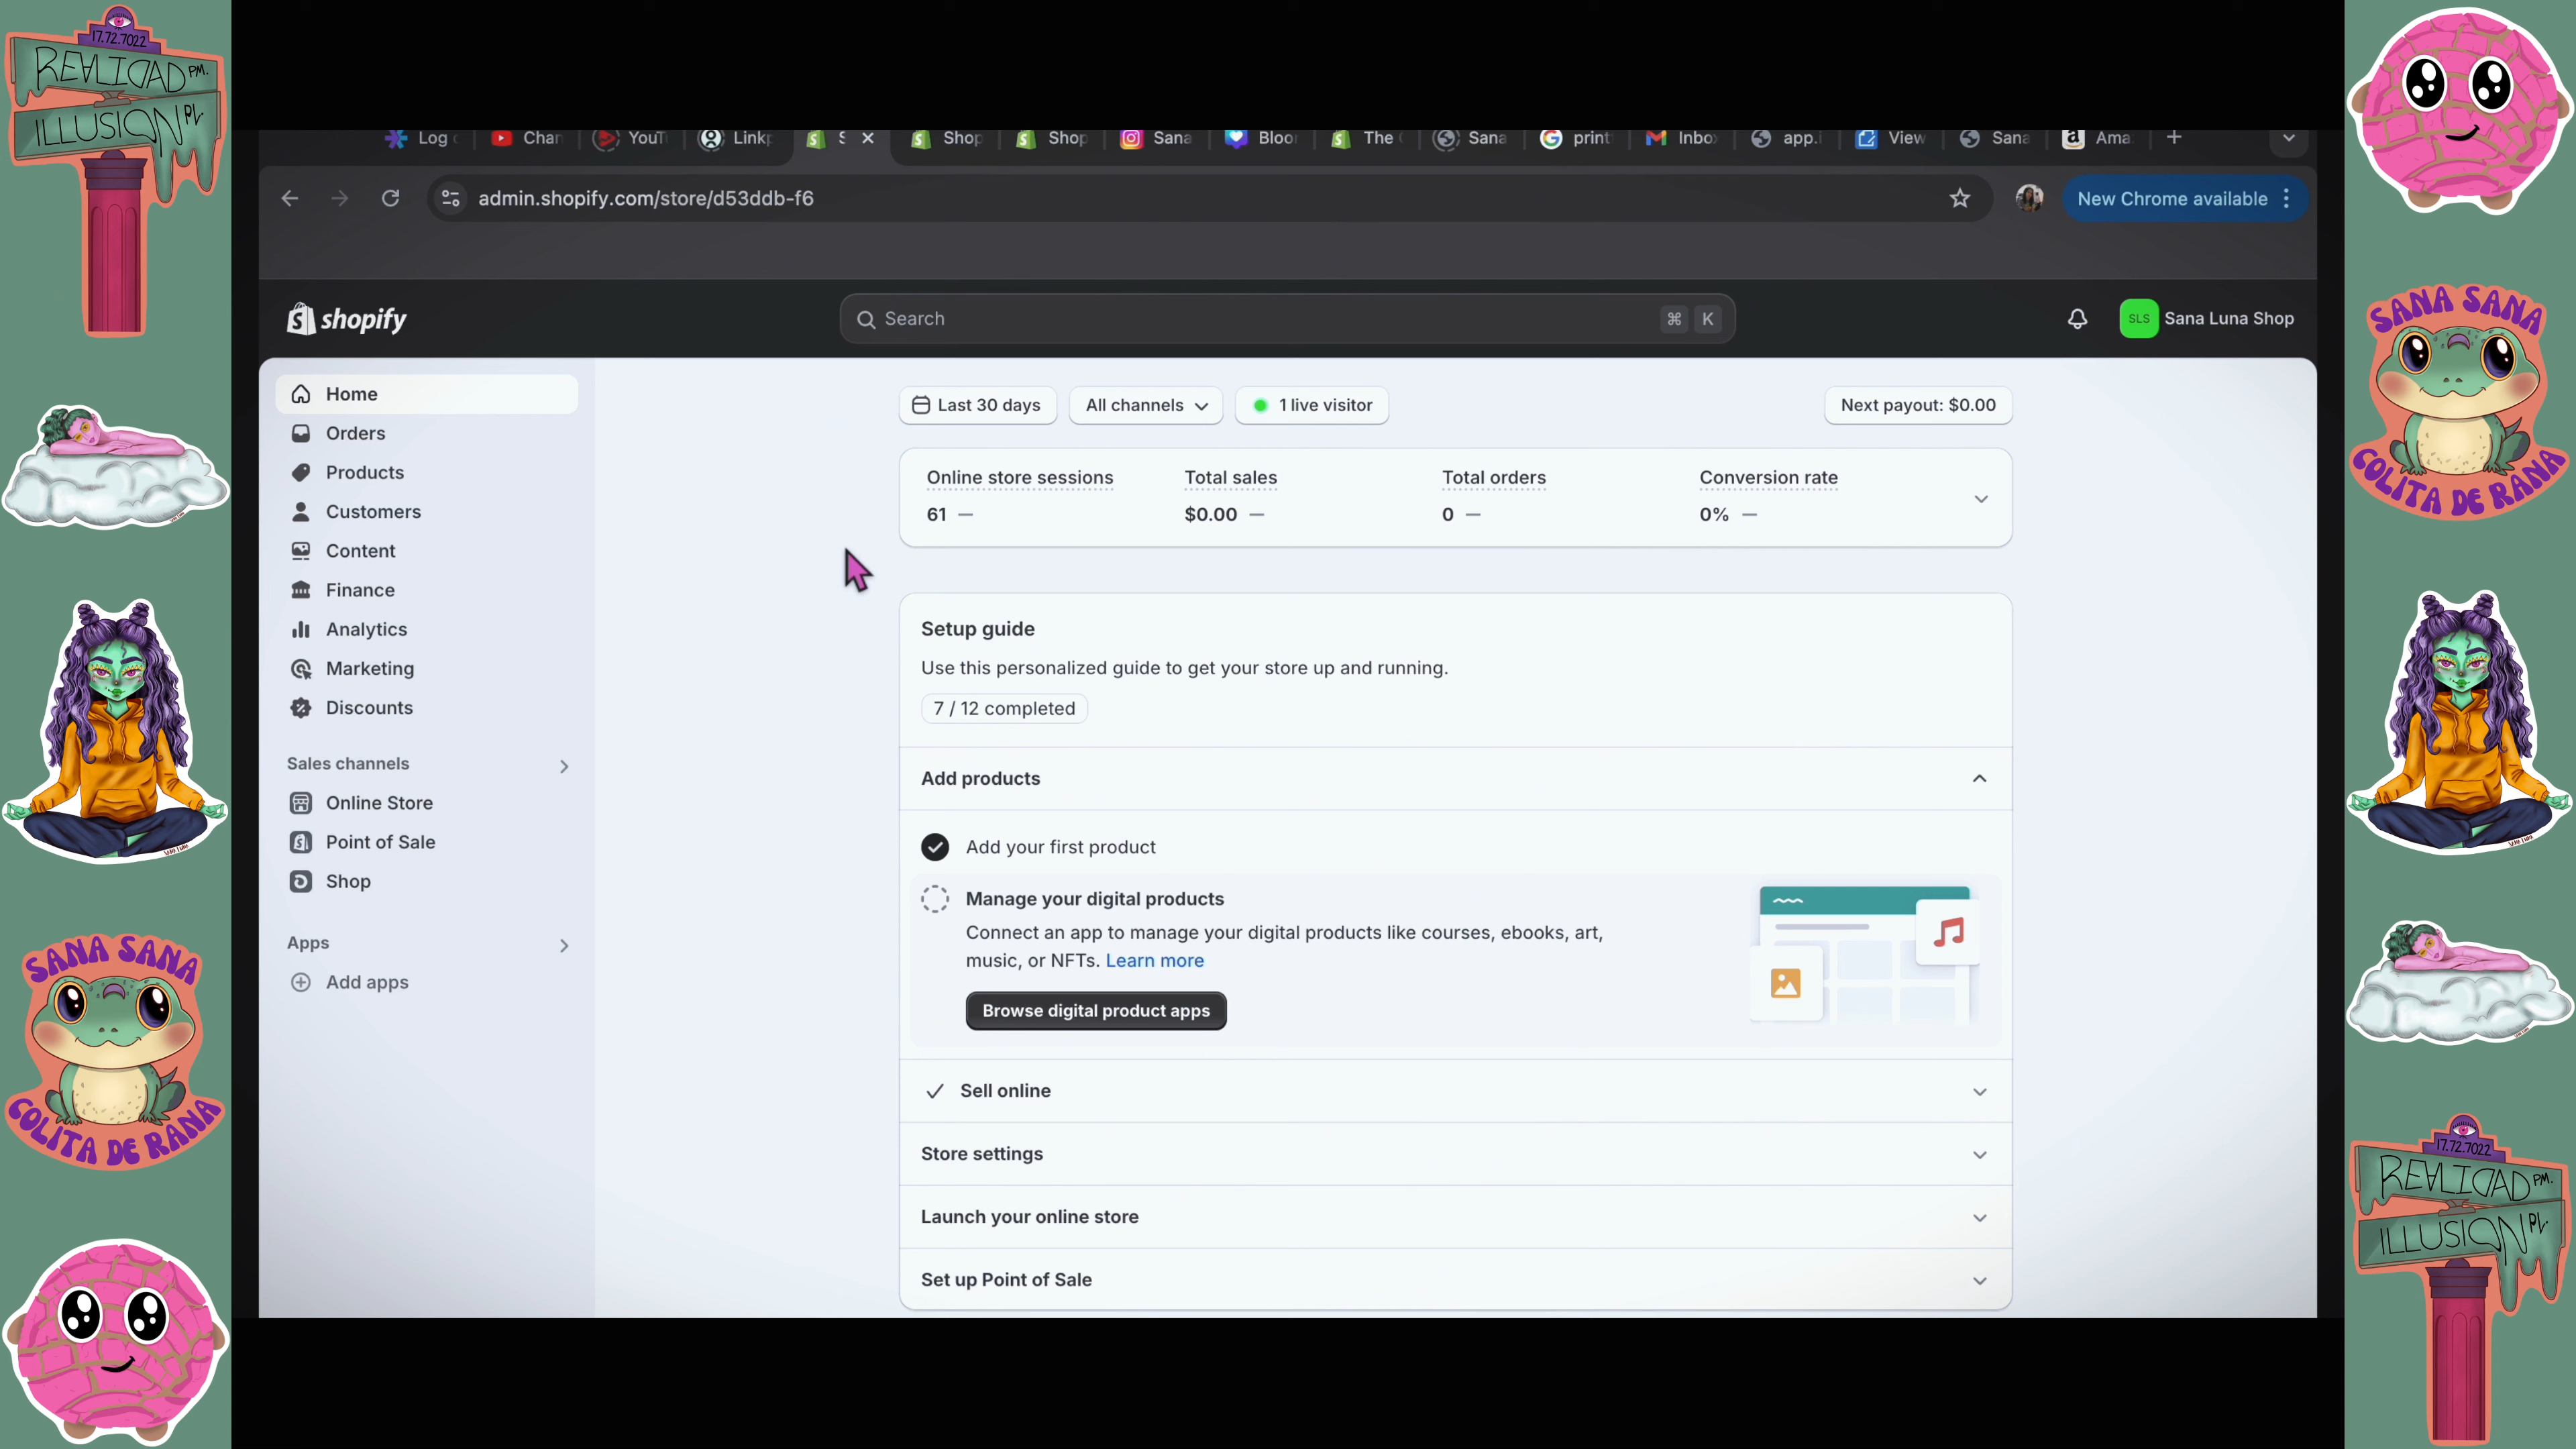 17.72.7022
REALIDAD PM.
ILLUSION PL.
SANA SANA
COLITA DE RANA
Log
Chan
YouT
Link
S
Shop
Shop
Sana
Bloo
The
Sana
print
Inbo
app.i
View
Sana
Ama
admin.shopify.com/store/d53ddb-f6
New Chrome available
shopify
Search
⌘ K
SLS
Sana Luna Shop
Home
Orders
Products
Customers
Content
Finance
Analytics
Marketing
Discounts
Sales channels
Online Store
Point of Sale
Shop
Apps
Add apps
Last 30 days
All channels
1 live visitor
Next payout: $0.00
Online store sessions
61 —
Total sales
$0.00 —
Total orders
0 —
Conversion rate
0% —
Setup guide
Use this personalized guide to get your store up and running.
7 / 12 completed
Add products
Add your first product
Manage your digital products
Connect an app to manage your digital products like courses, ebooks, art,
music, or NFTs. Learn more
Browse digital product apps
Sell online
Store settings
Launch your online store
Set up Point of Sale
SANA SANA
COLITA DE RANA
17.72.7022
REALIDAD PM.
ILLUSION PL.